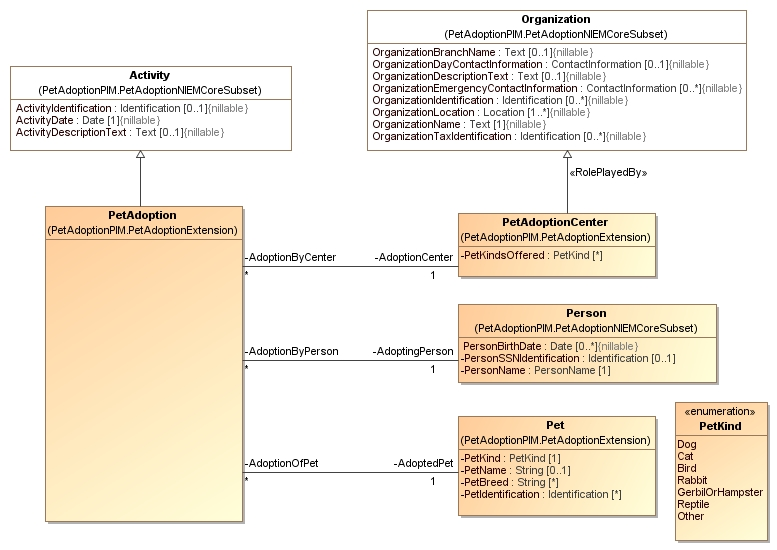 Organization
(PetAdoptionPIM.PetAdoptionNIEMCoreSubset)
OrganizationBranchName : Text [0..1]{nillable}
OrganizationDayContactInformation : ContactInformation [0..1]{nillable}
OrganizationDescriptionText : Text [0..1]{nillable}
OrganizationEmergencyContactInformation : ContactInformation [0..*]{nillable}
OrganizationIdentification : Identification [0..*]{nillable}
OrganizationLocation : Location [1..*]{nillable}
OrganizationName : Text [1]{nillable}
OrganizationTaxIdentification : Identification [0..*]{nillable}
Activity
(PetAdoptionPIM.PetAdoptionNIEMCoreSubset)
ActivityIdentification : Identification [0..1]{nillable}
ActivityDate : Date [1]{nillable}
ActivityDescriptionText : Text [0..1]{nillable}
«RolePlayedBy»
PetAdoption
(PetAdoptionPIM.PetAdoptionExtension)
PetAdoptionCenter
(PetAdoptionPIM.PetAdoptionExtension)
-PetKindsOffered : PetKind [*]
-AdoptionByCenter
-AdoptionCenter
*
1
Person
(PetAdoptionPIM.PetAdoptionNIEMCoreSubset)
PersonBirthDate : Date [0..*]{nillable}
-PersonSSNIdentification : Identification [0..1]
-PersonName : PersonName [1]
-AdoptionByPerson
-AdoptingPerson
*
1
Pet
(PetAdoptionPIM.PetAdoptionExtension)
-PetKind : PetKind [1]
-PetName : String [0..1]
-PetBreed : String [*]
-PetIdentification : Identification [*]
-AdoptionOfPet
-AdoptedPet
*
1
«enumeration»
PetKind
Dog
Cat
Bird
Rabbit
GerbilOrHampster
Reptile
Other